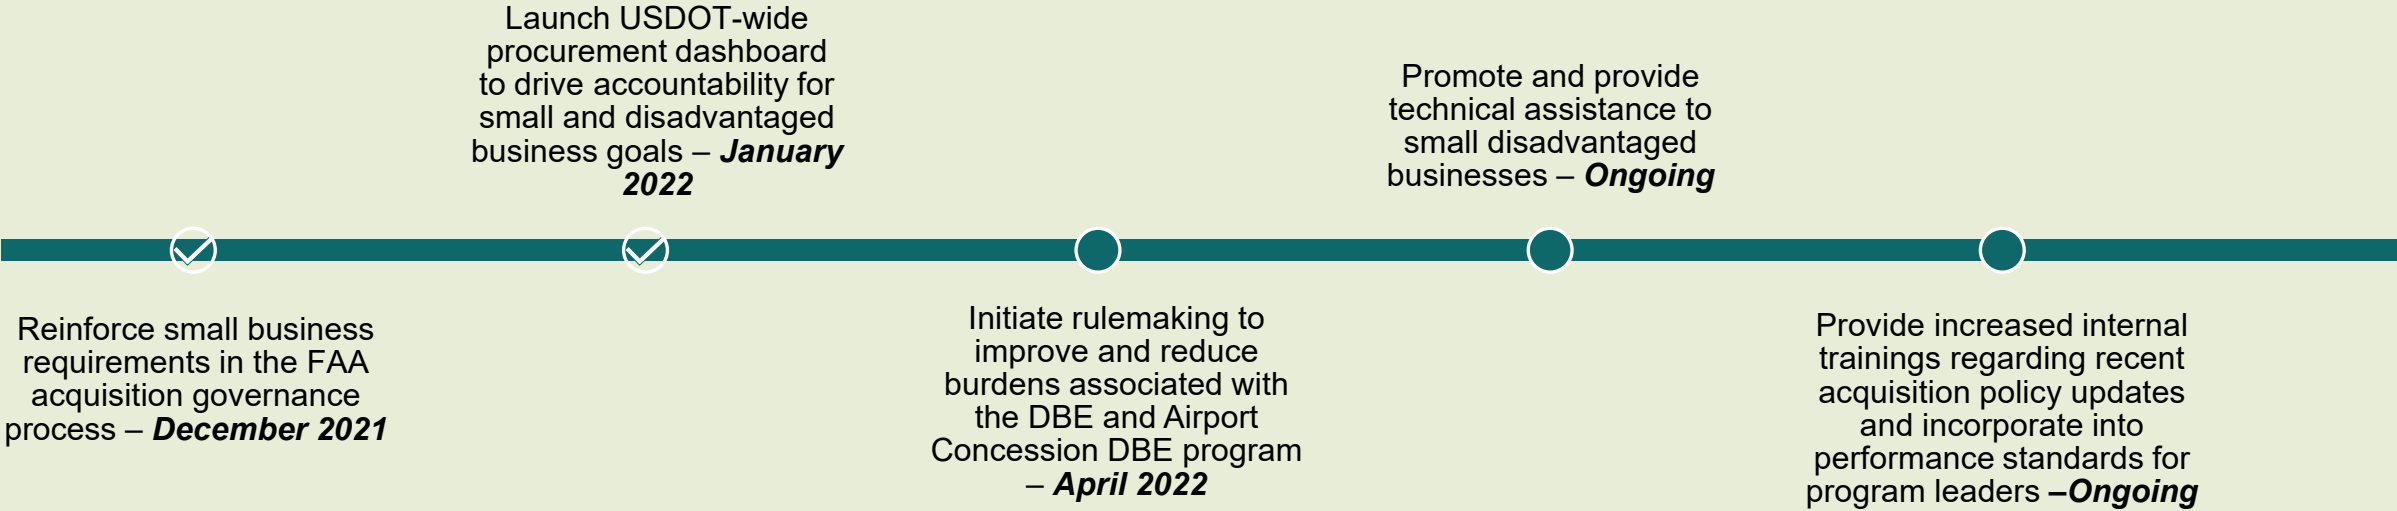 Launch USDOT-wide
procurement dashboard
to drive accountability for
small and disadvantaged
business goals – January
2022
Promote and provide
technical assistance to
small disadvantaged
businesses – Ongoing
Reinforce small business
requirements in the FAA
acquisition governance
process – December 2021
Initiate rulemaking to
improve and reduce
burdens associated with
the DBE and Airport
Concession DBE program
– April 2022
Provide increased internal
trainings regarding recent
acquisition policy updates
and incorporate into
performance standards for
program leaders –Ongoing